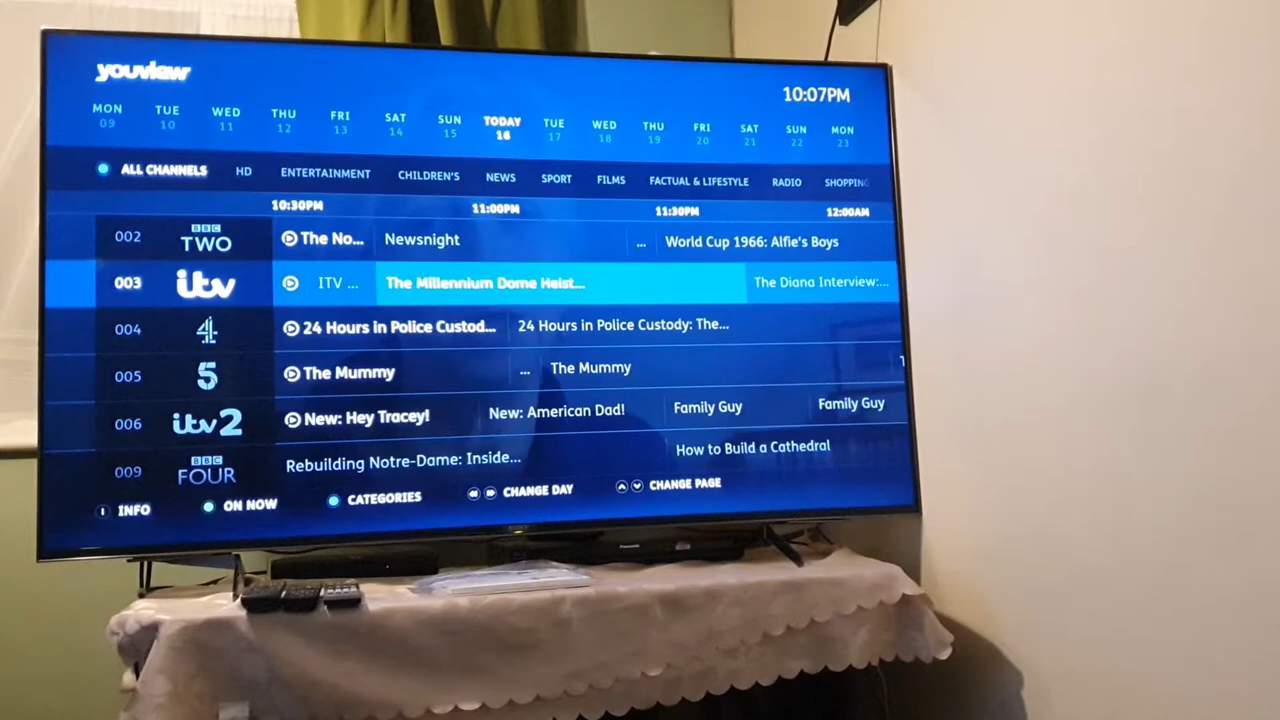 youview
10:07PM
MON TUE WED THU FRI SAT SUN TODAY TUE WED THU FRI SAT SUN MON
09 10 11 12 13 14 15 16 17 18 19 20 21 22 23
ALL CHANNELS HD ENTERTAINMENT CHILDREN'S NEWS SPORT FILMS FACTUAL & LIFESTYLE RADIO SHOPPING
10:30PM 11:00PM 11:30PM 12:00AM
002 BBC TWO The No... Newsnight ... World Cup 1966: Alfie's Boys
003 itv ITV ... The Millennium Dome Heist... The Diana Interview:...
004 4 24 Hours in Police Custod... 24 Hours in Police Custody: The...
005 5 The Mummy ... The Mummy
006 itv2 New: Hey Tracey! New: American Dad! Family Guy Family Guy
009 BBC FOUR Rebuilding Notre-Dame: Inside... How to Build a Cathedral
I INFO ON NOW CATEGORIES CHANGE DAY CHANGE PAGE
SONY
Panasonic